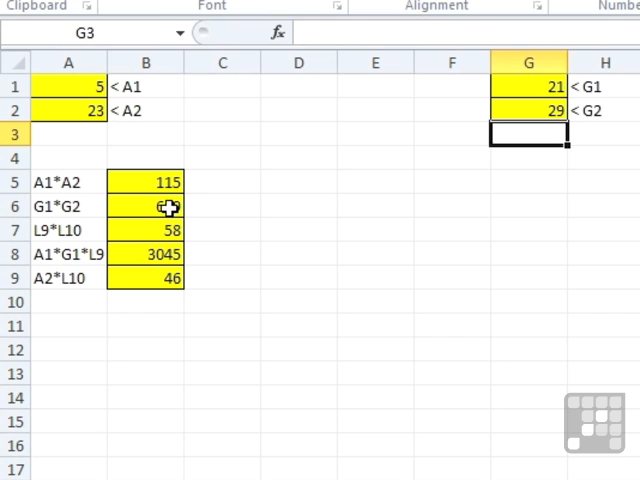 Clipboard Font Alignment
G3 fx
A B C D E F G H
1 5 < A1 21 < G1
2 23 < A2 29 < G2
3
4
5 A1*A2 115
6 G1*G2
7 L9*L10 58
8 A1*G1*L9 3045
9 A2*L10 46
10
11
12
13
14
15
16
17